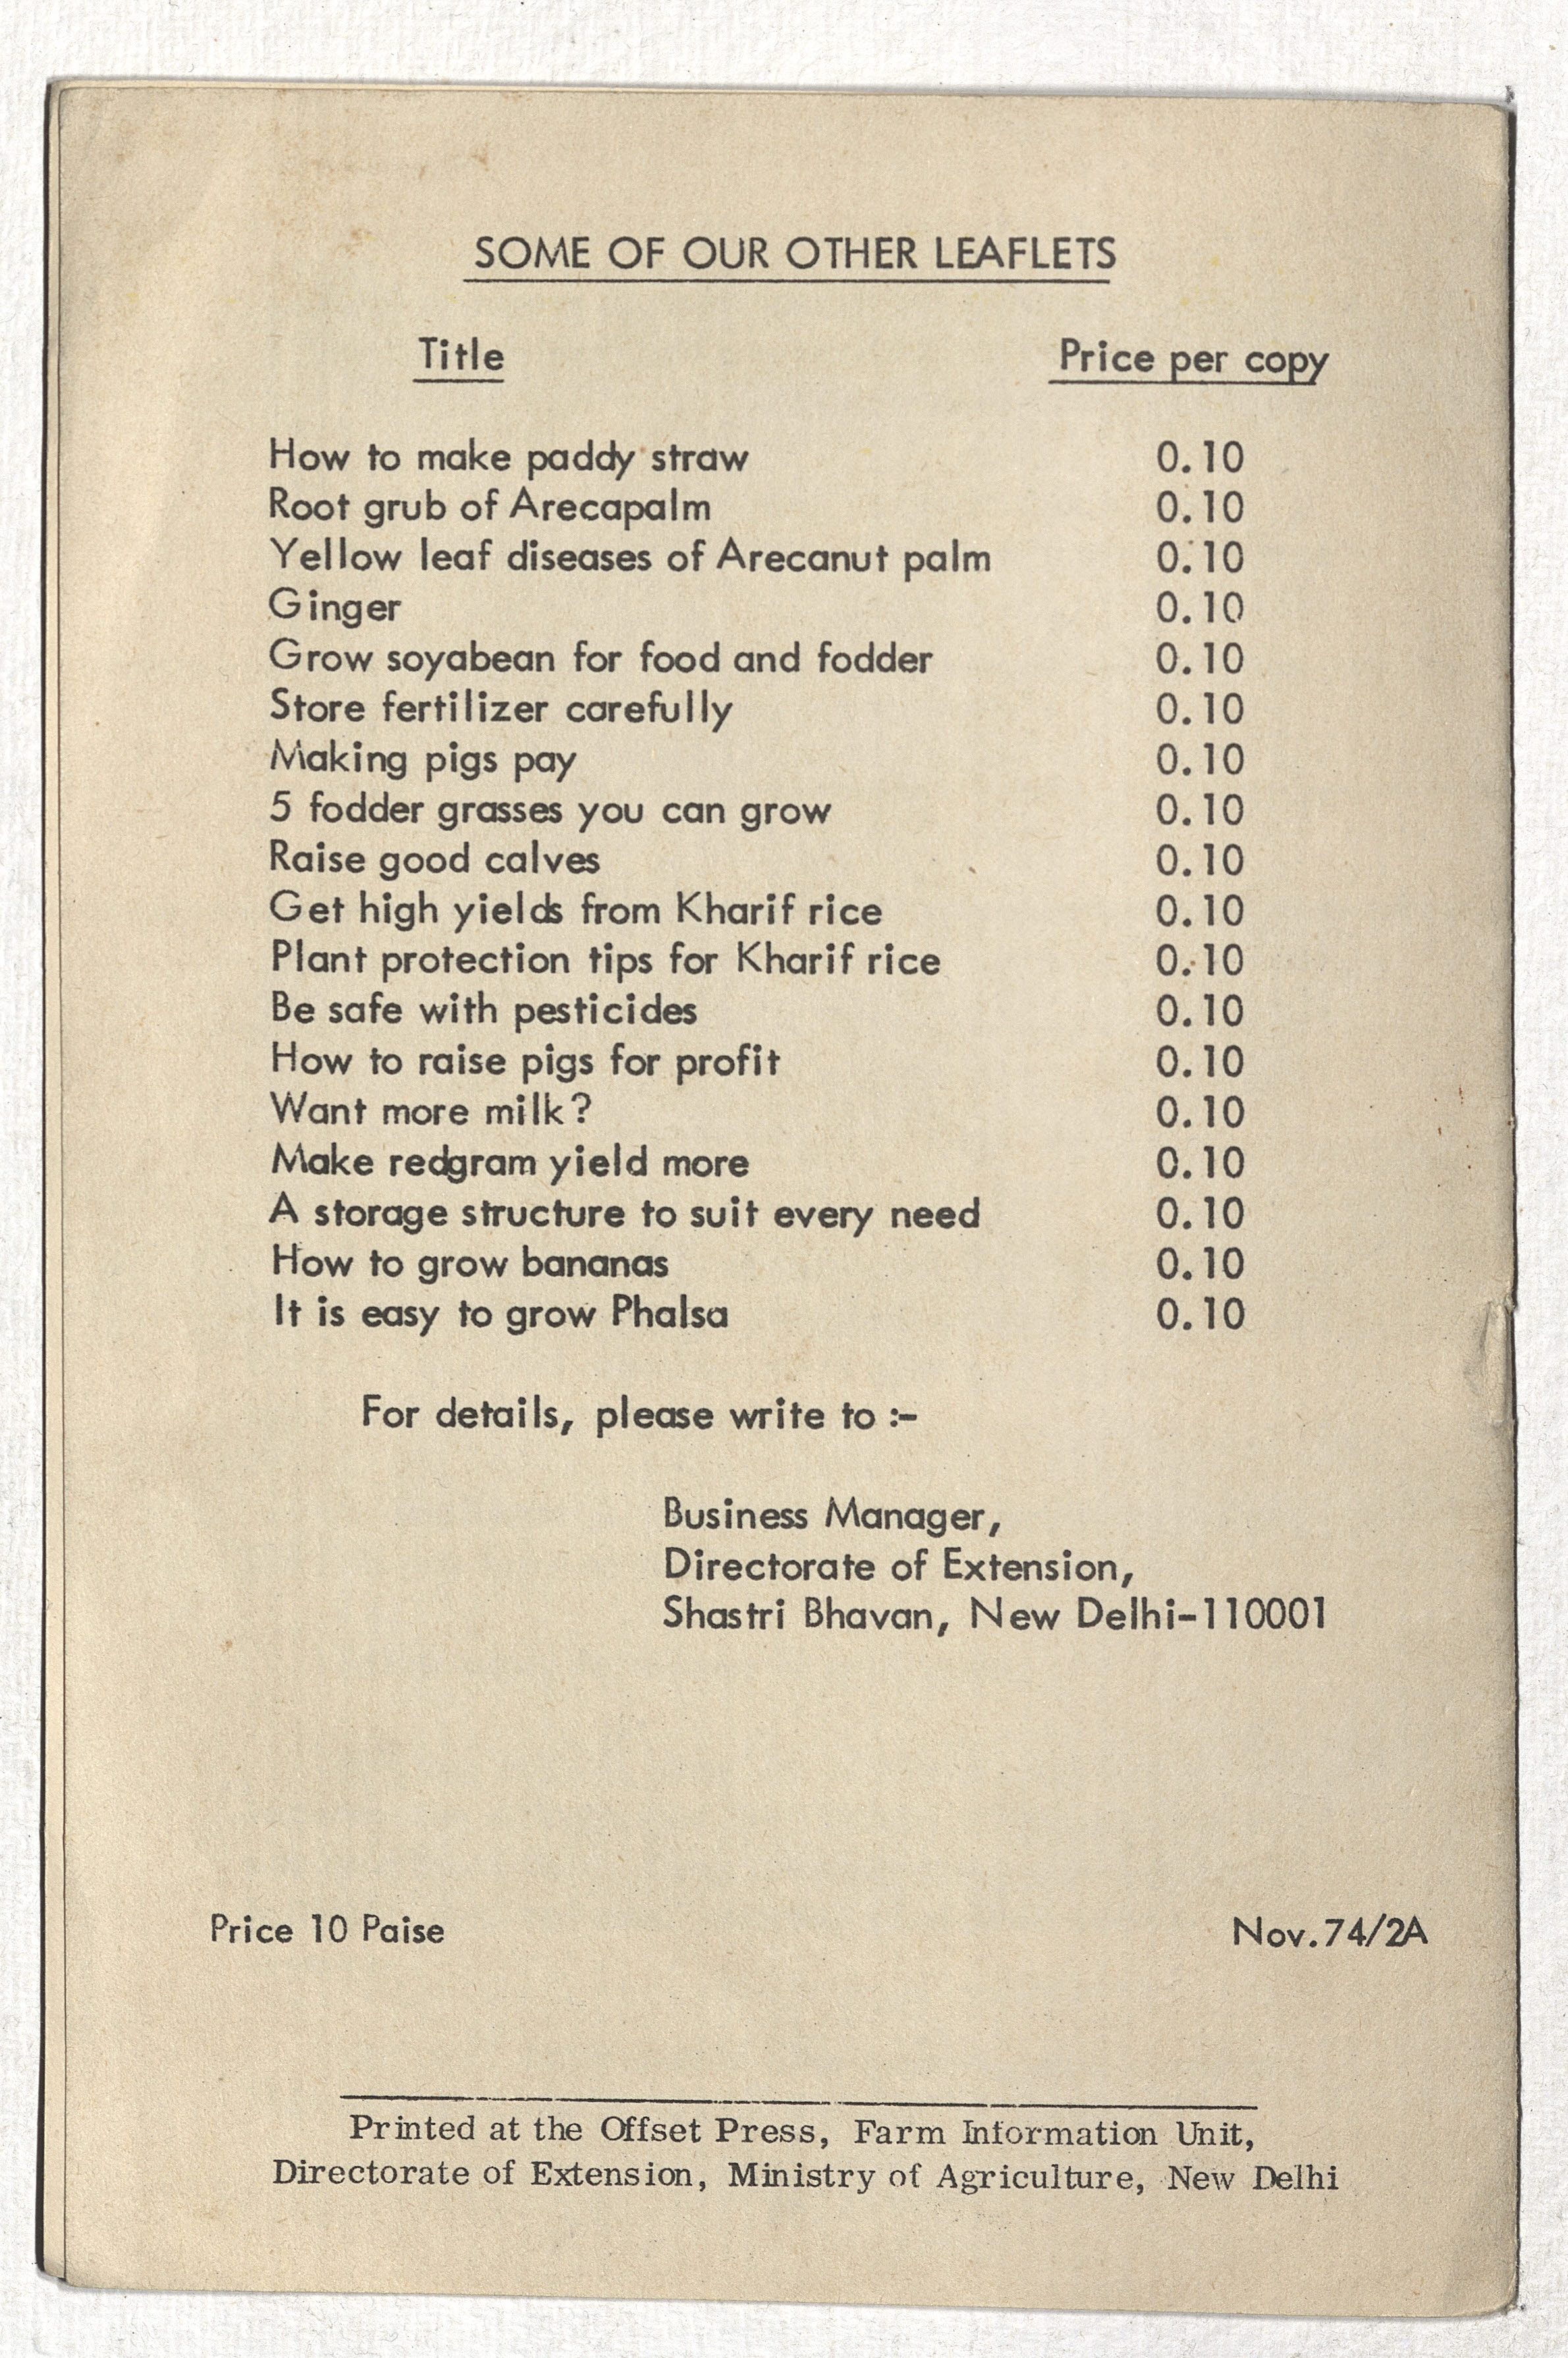 SOME OF OUR OTHER LEAFLETS
Title Price per copy
How to make paddy straw 0.10
Root grub of Arecapalm 0.10
Yellow leaf diseases of Arecanut palm 0.10
Ginger 0.10
Grow soyabean for food and fodder 0.10
Store fertilizer carefully 0.10
Making pigs pay 0.10
5 fodder grasses you can grow 0.10
Raise good calves 0.10
Get high yields from Kharif rice 0.10
Plant protection tips for Kharif rice 0.10
Be safe with pesticides 0.10
How to raise pigs for profit 0.10
Want more milk? 0.10
Make redgram yield more 0.10
A storage structure to suit every need 0.10
How to grow bananas 0.10
It is easy to grow Phalsa 0.10
For details, please write to :-
Business Manager,
Directorate of Extension,
Shastri Bhavan, New Delhi-110001
Price 10 Paise Nov.74/2A
Printed at the Offset Press, Farm Information Unit,
Directorate of Extension, Ministry of Agriculture, New Delhi